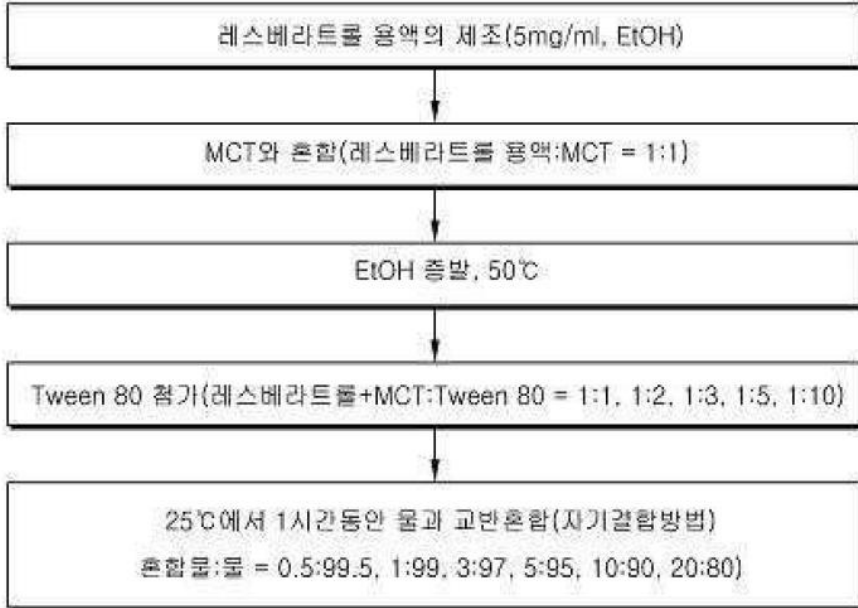 레스베라트롤 용액의 제조(5mg/ml, EtOH)
MCT와 혼합(레스베라트롤 용액:MCT = 1:1)
EtOH 증발, 50℃
Tween 80 첨가(레스베라트롤+MCT:Tween 80 = 1:1, 1:2, 1:3, 1:5, 1:10)
25℃에서 1시간동안 물과 교반혼합(자기결합방법)
혼합물:물 = 0.5:99.5, 1:99, 3:97, 5:95, 10:90, 20:80)